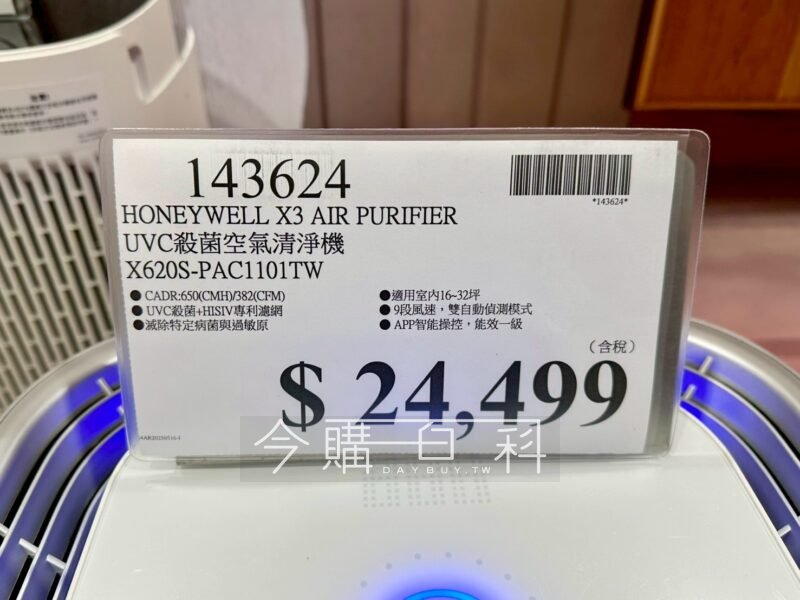 143624
*143624*
HONEYWELL X3 AIR PURIFIER
UVC殺菌空氣清淨機
X620S-PAC1101TW
● CADR:650(CMH)/382(CFM)
● UVC殺菌+HISIV專利濾網
●滅除特定病菌與過敏原
●適用室內16~32坪
● 9段風速，雙自動偵測模式
● APP智能操控，能效一級
（含稅）
$ 24,499
今購百科
DAYBUY.TW